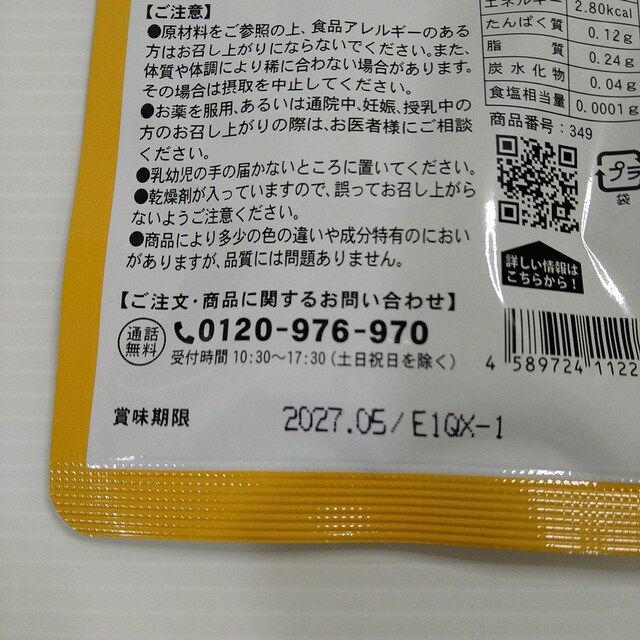 【ご注意】
●原材料をご参照の上、食品アレルギーのある
方はお召し上がりにならないでください。また、
体質や体調により稀に合わない場合があります。
その場合は摂取を中止してください。
●お薬を服用、あるいは通院中、妊娠、授乳中の
方のお召し上がりの際は、お医者様にご相談
ください。
●乳幼児の手の届かないところに置いてください。
●乾燥剤が入っていますので、誤ってお召し上がら
ないようご注意ください。
●商品により多少の色の違いや成分特有のにおい
がありますが、品質には問題ありません。
【ご注文・商品に関するお問い合わせ】
通話無料 0120-976-970
受付時間 10:30〜17:30（土日祝日を除く）
賞味期限 2027.05/E1QX-1
エネルギー 2.80kcal
たんぱく質 0.12g
脂質 0.24g
炭水化物 0.04g
食塩相当量 0.0001g
商品番号：349
プラ
袋
詳しい情報は
こちらから！
4 589724 1122